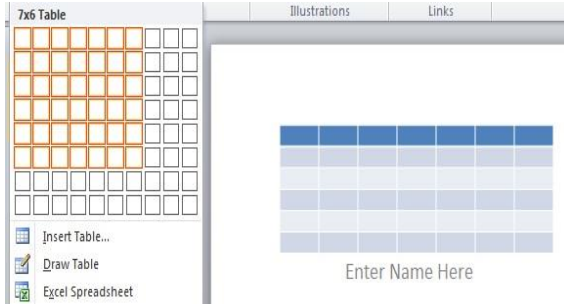 7x6 Table
Illustrations
Links
Insert Table...
Draw Table
Excel Spreadsheet
Enter Name Here